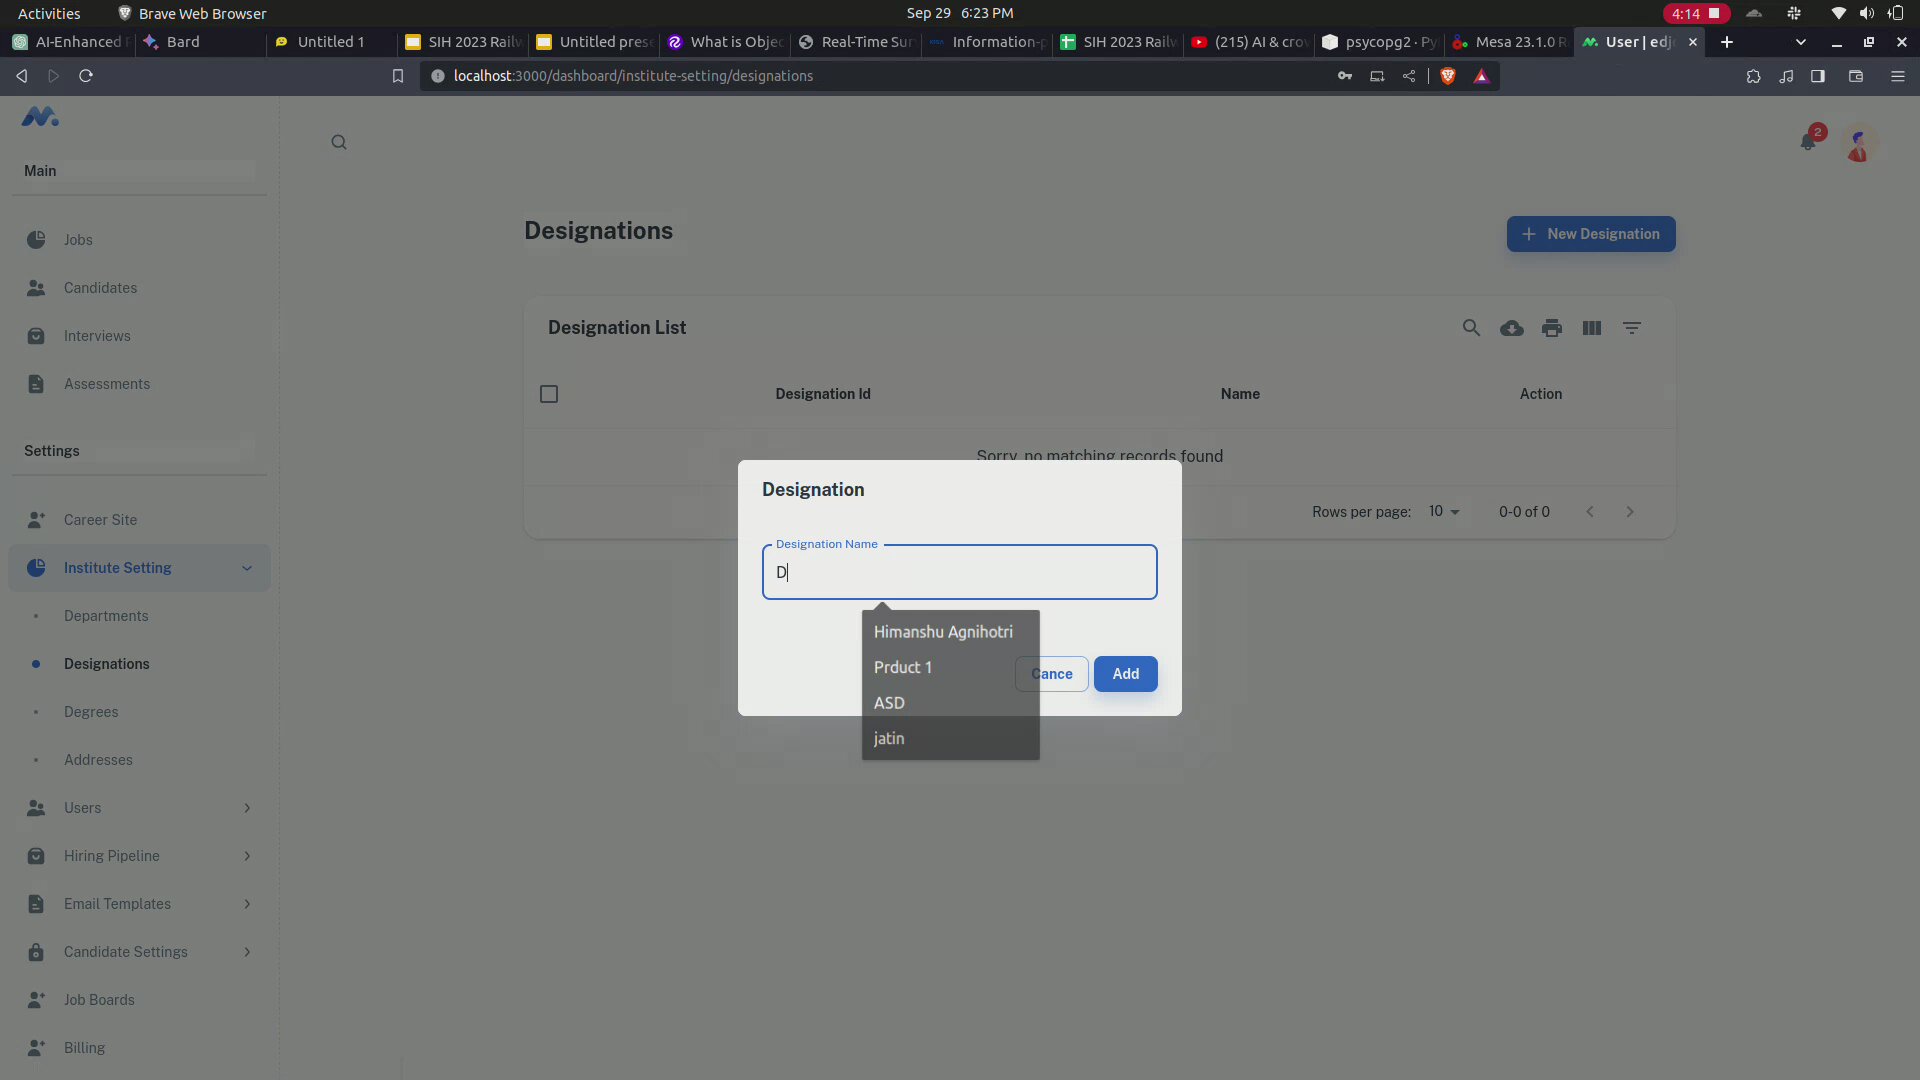 Activities
Brave Web Browser
Sep 29 6:23 PM
4:14
AI-Enhanced
Bard
Untitled 1
SIH 2023 Railw
Untitled prese
What is Objec
Real-Time Sur
Information-p
SIH 2023 Railw
(215) AI & crow
psycopg2 · Py
Mesa 23.1.0 R
User | edj
localhost:3000/dashboard/institute-setting/designations
Main
2
Jobs
Candidates
Interviews
Assessments
Settings
Career Site
Institute Setting
Departments
Designations
Degrees
Addresses
Users
Hiring Pipeline
Email Templates
Candidate Settings
Job Boards
Billing
Designations
New Designation
Designation List
Designation Id
Name
Action
Sorry, no matching records found
Rows per page: 10
0-0 of 0
Designation
Designation Name
D
Himanshu Agnihotri
Prduct 1
ASD
jatin
Cance
Add